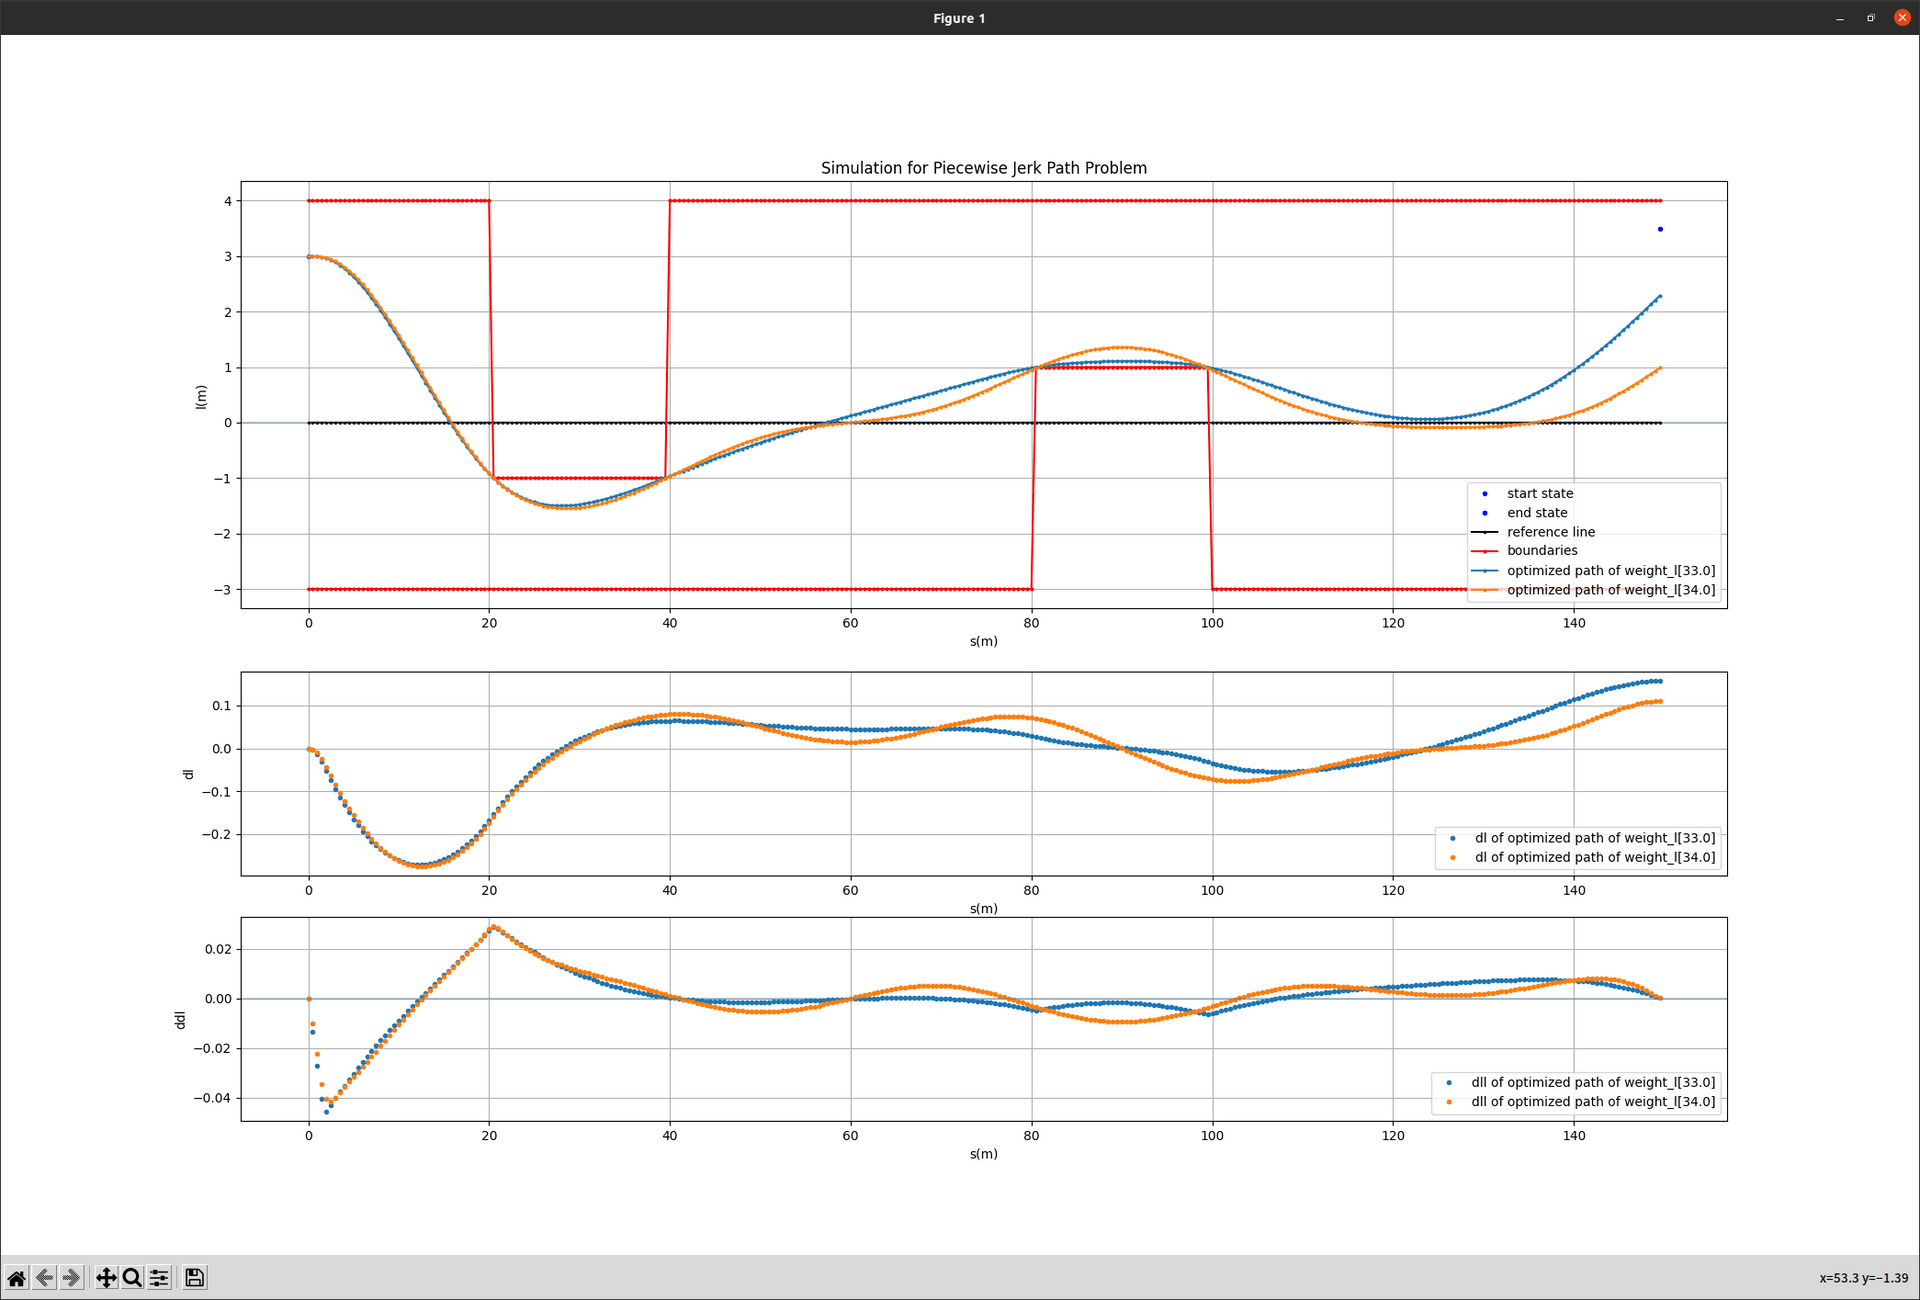 Figure 1
Simulation for Piecewise Jerk Path Problem
4
3
2
1
0
−1
−2
−3
l(m)
start state
end state
reference line
boundaries
optimized path of weight_l[33.0]
optimized path of weight_l[34.0]
0 20 40 60 80 100 120 140
s(m)
0.1
0.0
−0.1
−0.2
dl
dl of optimized path of weight_l[33.0]
dl of optimized path of weight_l[34.0]
0 20 40 60 80 100 120 140
s(m)
0.02
0.00
−0.02
−0.04
ddl
dll of optimized path of weight_l[33.0]
dll of optimized path of weight_l[34.0]
0 20 40 60 80 100 120 140
s(m)
x=53.3 y=−1.39